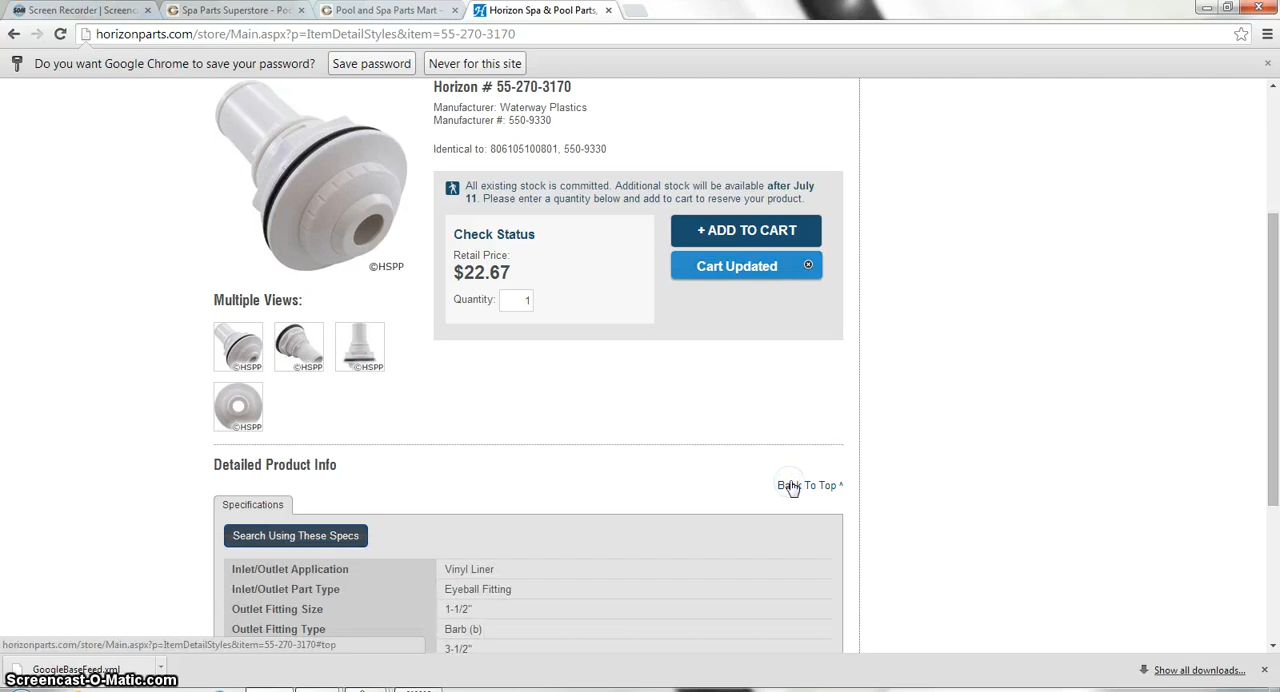 Screen Recorder | Screenc
Spa Parts Superstore - Poo
Pool and Spa Parts Mart -
Horizon Spa & Pool Parts,
horizonparts.com/store/Main.aspx?p=ItemDetailStyles&item=55-270-3170
Do you want Google Chrome to save your password? Save password Never for this site
Horizon # 55-270-3170
Manufacturer: Waterway Plastics
Manufacturer #: 550-9330
Identical to: 806105100801, 550-9330
All existing stock is committed. Additional stock will be available after July
11. Please enter a quantity below and add to cart to reserve your product.
Check Status
Retail Price:
$22.67
Quantity: 1
+ ADD TO CART
Cart Updated
©HSPP
Multiple Views:
©HSPP ©HSPP ©HSPP
©HSPP
Detailed Product Info
Back To Top ^
Specifications
Search Using These Specs
Inlet/Outlet Application Vinyl Liner
Inlet/Outlet Part Type Eyeball Fitting
Outlet Fitting Size 1-1/2"
Outlet Fitting Type Barb (b)
3-1/2"
horizonparts.com/store/Main.aspx?p=ItemDetailStyles&item=55-270-3170#top
GoogleBaseFeed.xml
Show all downloads...
Screencast-O-Matic.com